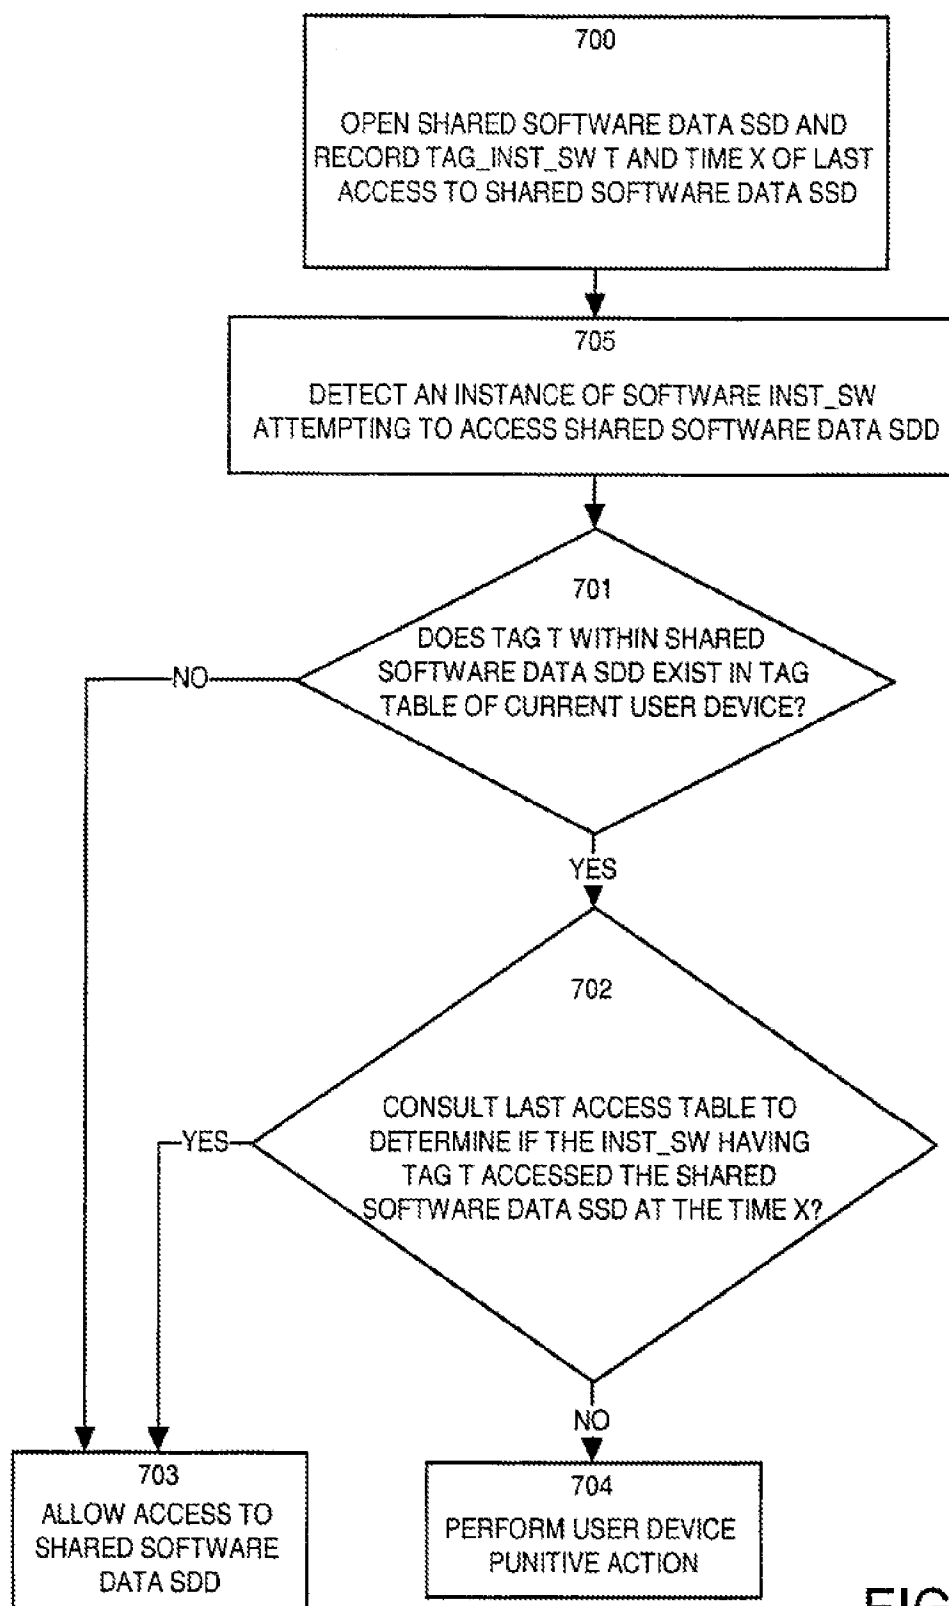 700
OPEN SHARED SOFTWARE DATA SSD AND
RECORD TAG_INST_SW T AND TIME X OF LAST
ACCESS TO SHARED SOFTWARE DATA SSD
705
DETECT AN INSTANCE OF SOFTWARE INST_SW
ATTEMPTING TO ACCESS SHARED SOFTWARE DATA SDD
701
DOES TAG T WITHIN SHARED
SOFTWARE DATA SDD EXIST IN TAG
TABLE OF CURRENT USER DEVICE?
NO
YES
702
CONSULT LAST ACCESS TABLE TO
DETERMINE IF THE INST_SW HAVING
TAG T ACCESSED THE SHARED
SOFTWARE DATA SSD AT THE TIME X?
YES
NO
703
ALLOW ACCESS TO
SHARED SOFTWARE
DATA SDD
704
PERFORM USER DEVICE
PUNITIVE ACTION
FIG